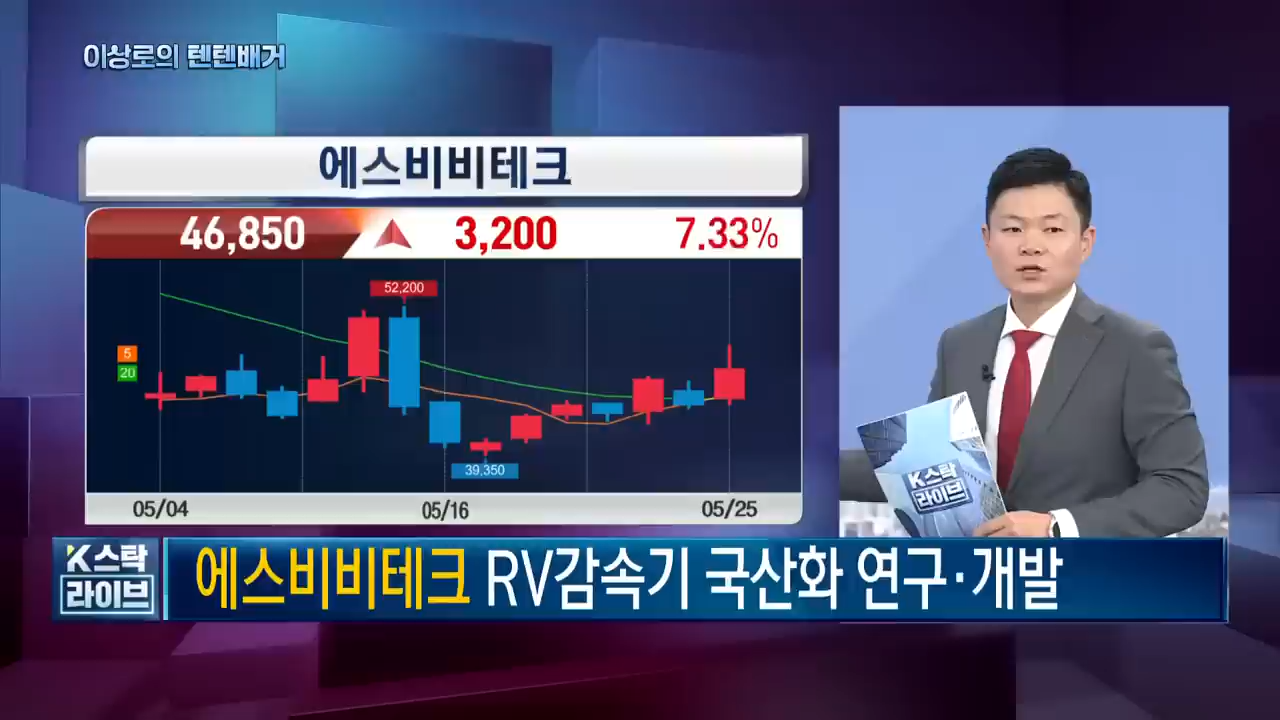 이상로의 텐텐배거
에스비비테크
46,850 3,200 7.33%
52,200
5
20
39,350
05/04 05/16 05/25
K스탁
라이브
K스탁
라이브
에스비비테크 RV감속기 국산화 연구·개발